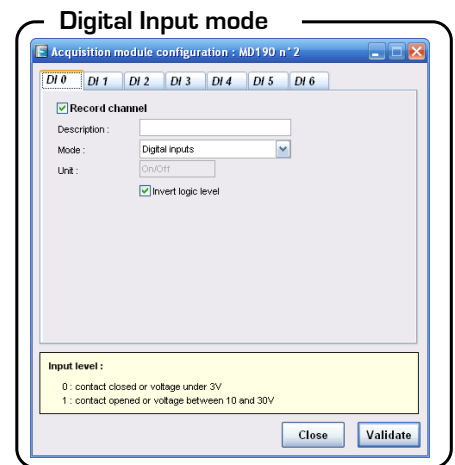 Digital Input mode
Acquisition module configuration : MD190 n° 2
DI 0 DI 1 DI 2 DI 3 DI 4 DI 5 DI 6
Record channel
Description :
Mode : Digital inputs
Unit : On/Off
Invert logic level
Input level :
0 : contact closed or voltage under 3V
1 : contact opened or voltage between 10 and 30V
Close Validate